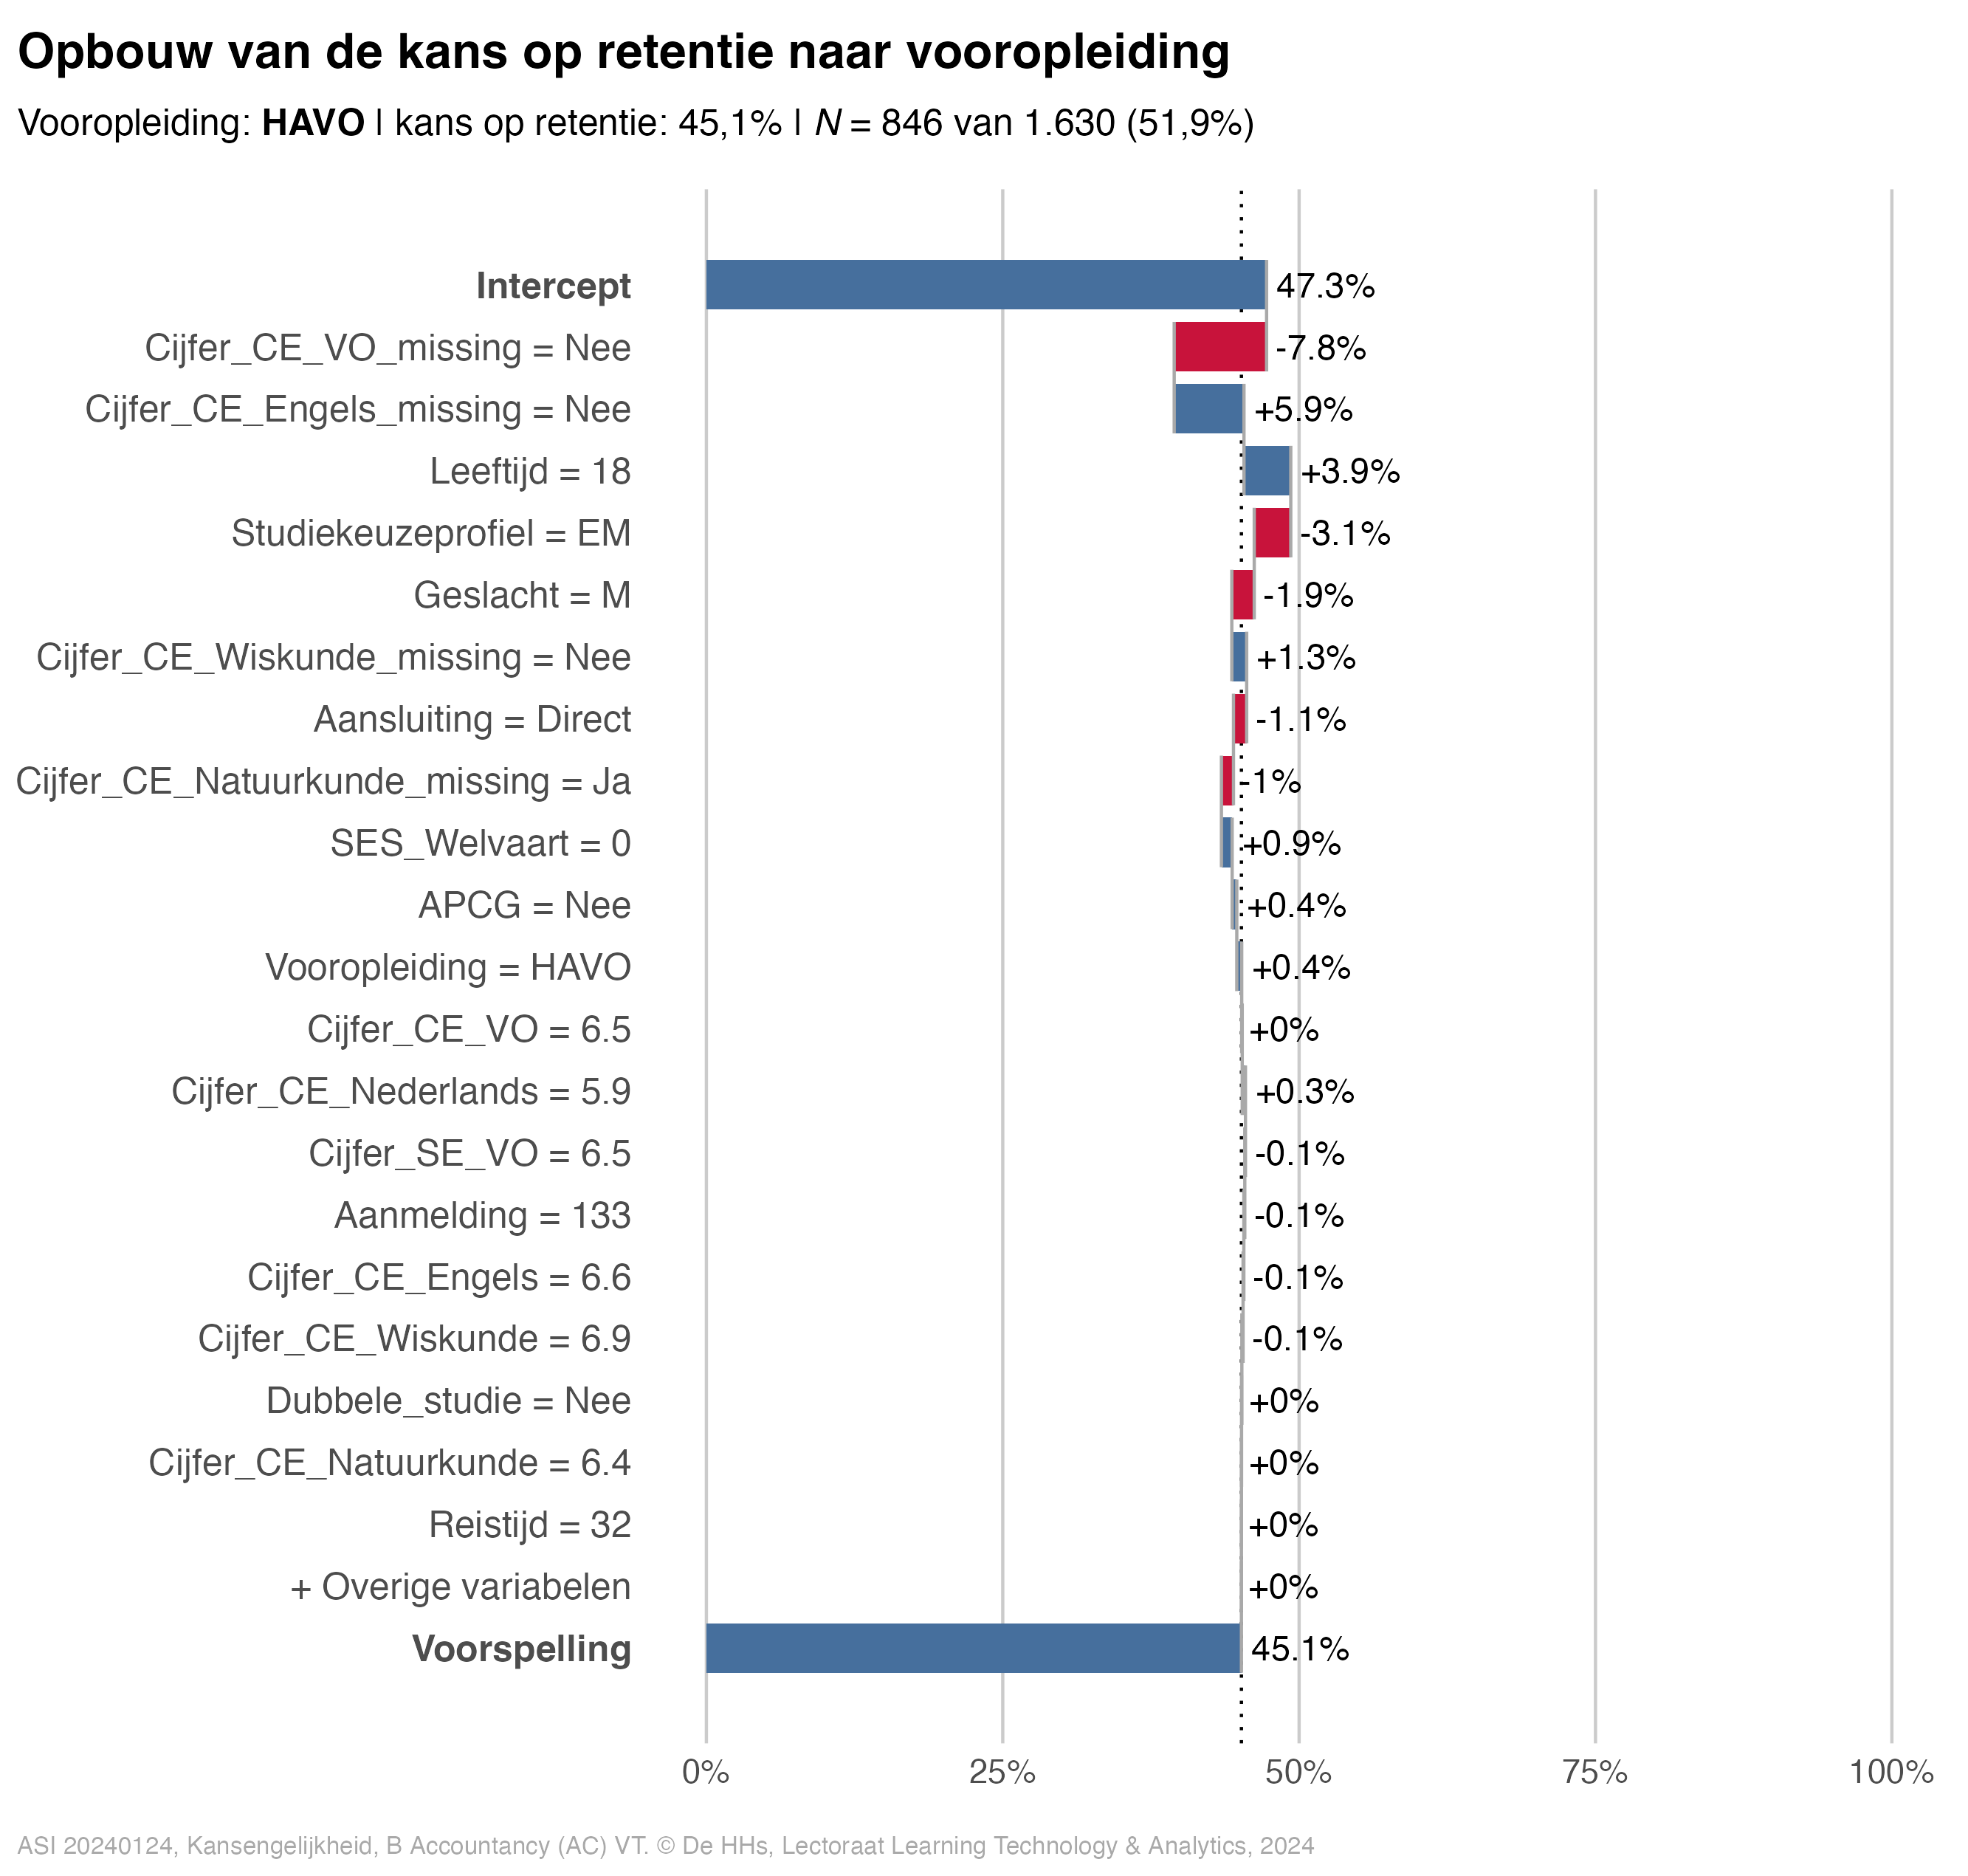 Opbouw van de kans op retentie naar vooropleiding
Vooropleiding: HAVO | kans op retentie: 45,1% | N = 846 van 1.630 (51,9%)
Intercept 47.3%
Cijfer_CE_VO_missing = Nee -7.8%
Cijfer_CE_Engels_missing = Nee +5.9%
Leeftijd = 18 +3.9%
Studiekeuzeprofiel = EM -3.1%
Geslacht = M -1.9%
Cijfer_CE_Wiskunde_missing = Nee +1.3%
Aansluiting = Direct -1.1%
Cijfer_CE_Natuurkunde_missing = Ja -1%
SES_Welvaart = 0 +0.9%
APCG = Nee +0.4%
Vooropleiding = HAVO +0.4%
Cijfer_CE_VO = 6.5 +0%
Cijfer_CE_Nederlands = 5.9 +0.3%
Cijfer_SE_VO = 6.5 -0.1%
Aanmelding = 133 -0.1%
Cijfer_CE_Engels = 6.6 -0.1%
Cijfer_CE_Wiskunde = 6.9 -0.1%
Dubbele_studie = Nee +0%
Cijfer_CE_Natuurkunde = 6.4 +0%
Reistijd = 32 +0%
+ Overige variabelen +0%
Voorspelling 45.1%
0% 25% 50% 75% 100%
ASI 20240124, Kansengelijkheid, B Accountancy (AC) VT. © De HHs, Lectoraat Learning Technology & Analytics, 2024